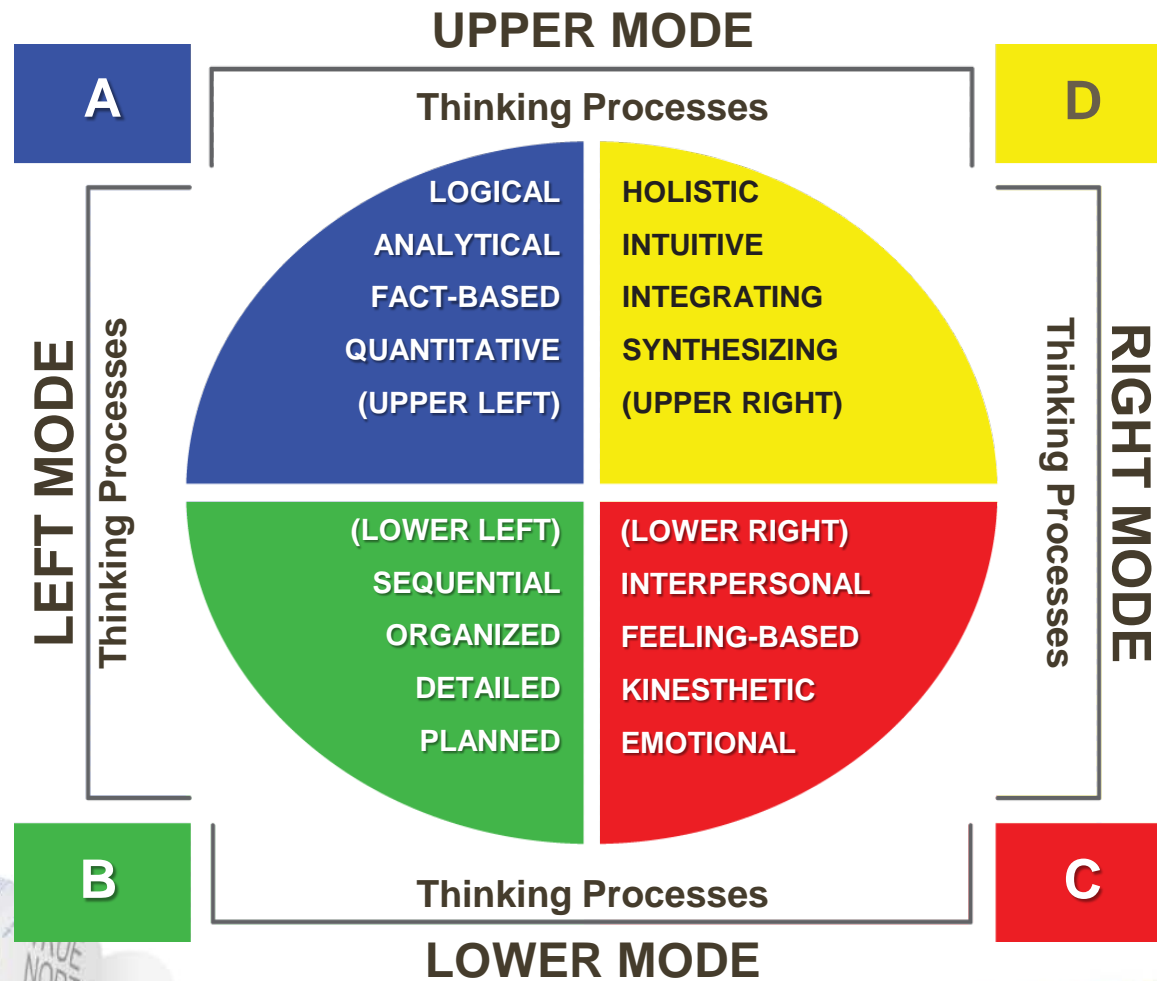 UPPER MODE
A
Thinking Processes
D
LOGICAL
ANALYTICAL
FACT-BASED
QUANTITATIVE
(UPPER LEFT)
HOLISTIC
INTUITIVE
INTEGRATING
SYNTHESIZING
(UPPER RIGHT)
LEFT MODE
Thinking Processes
Thinking Processes
RIGHT MODE
(LOWER LEFT)
SEQUENTIAL
ORGANIZED
DETAILED
PLANNED
(LOWER RIGHT)
INTERPERSONAL
FEELING-BASED
KINESTHETIC
EMOTIONAL
B
Thinking Processes
C
LOWER MODE